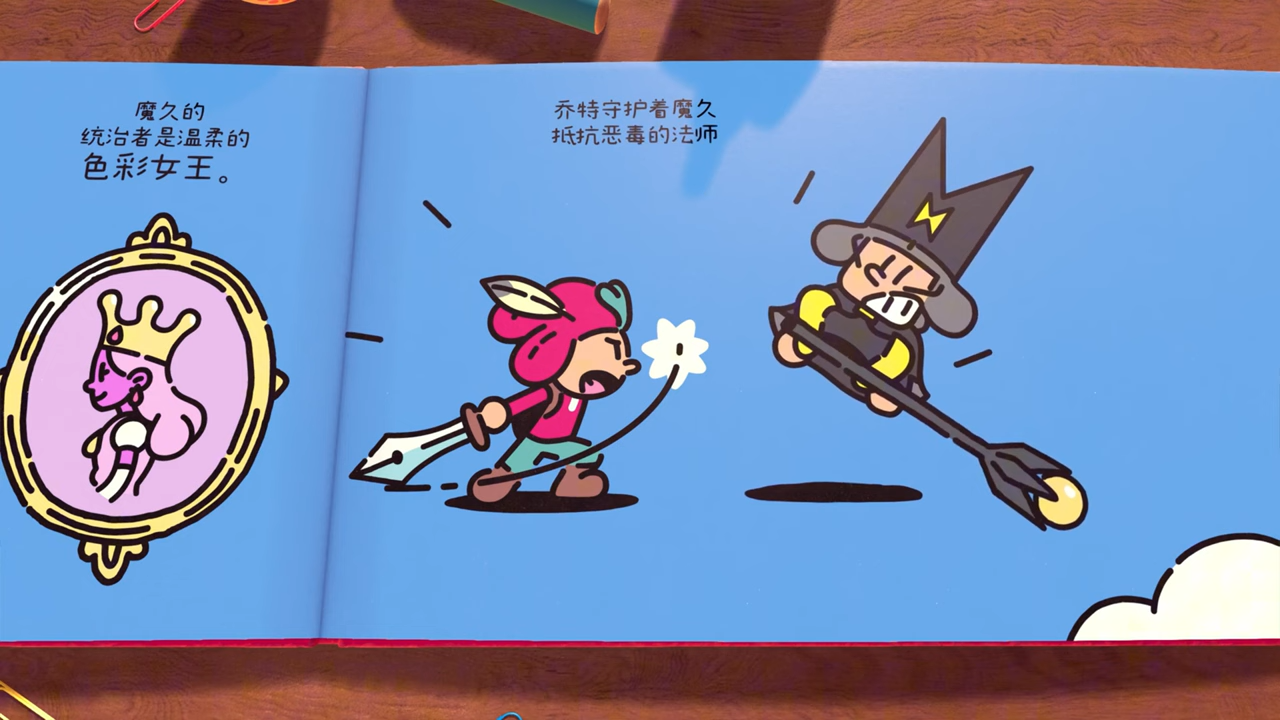 魔久的
统治者是温柔的
色彩女王。
乔特守护着魔久
抵抗恶毒的法师